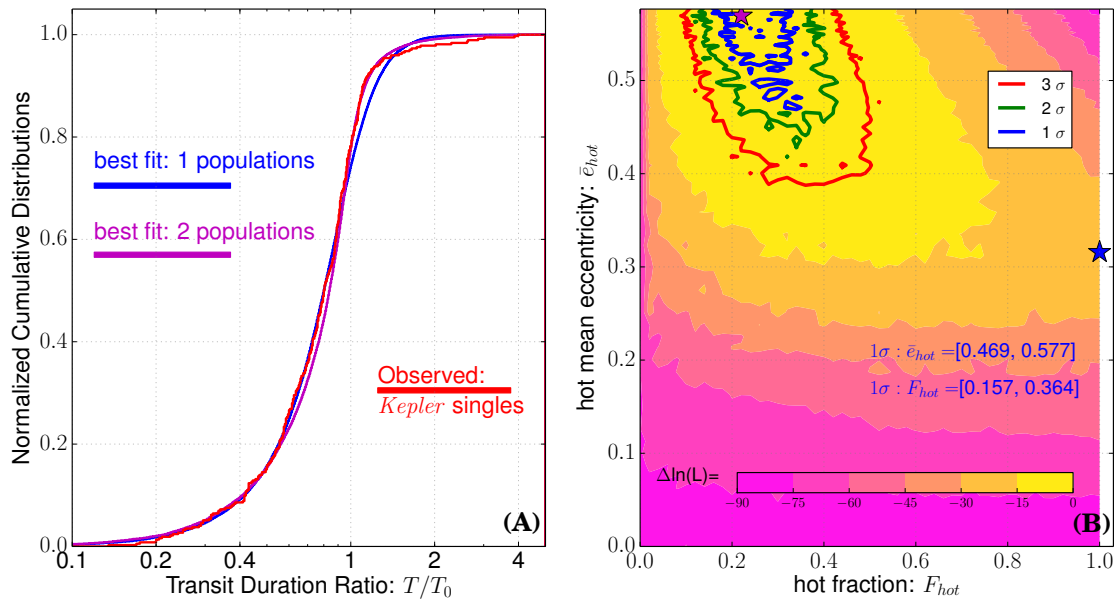 Normalized Cumulative Distributions
1.0
0.8
0.6
0.4
0.2
0.0
best fit: 1 populations
best fit: 2 populations
Observed:
Kepler singles
(A)
0.1 0.2 0.4 1 2 4
Transit Duration Ratio: T/T₀
hot mean eccentricity: ē_hot
0.5
0.4
0.3
0.2
0.1
0.0
3 σ
2 σ
1 σ
1σ : ē_hot =[0.469, 0.577]
1σ : F_hot =[0.157, 0.364]
Δln(L)=
−90 −75 −60 −45 −30 −15 0
(B)
0.0 0.2 0.4 0.6 0.8 1.0
hot fraction: F_hot